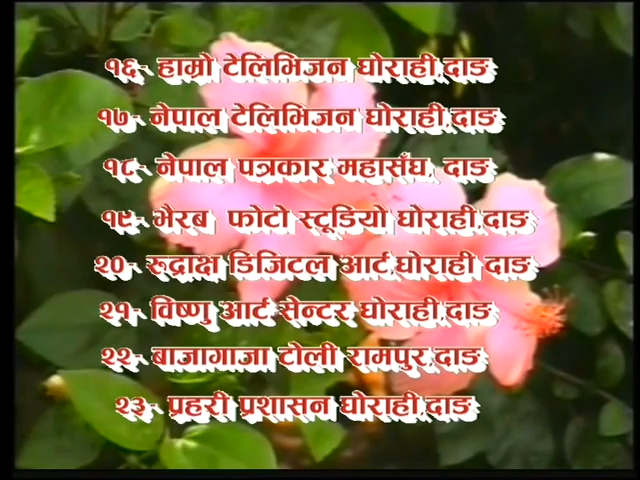 १६- हाम्रो टेलिभिजन घोराही,दाङ
१७- नेपाल टेलिभिजन घोराही,दाङ
१८- नेपाल पत्रकार महासंघ, दाङ
१९- भैरब फोटो स्टूडियो घोराही,दाङ
२०- रुद्राक्ष डिजिटल आर्ट,घोराही दाङ
२१- विष्णु आर्ट सेन्टर घोराही,दाङ
२२- बाजागाजा टोली रामपुर,दाङ
२३- प्रहरी प्रशासन घोराही,दाङ